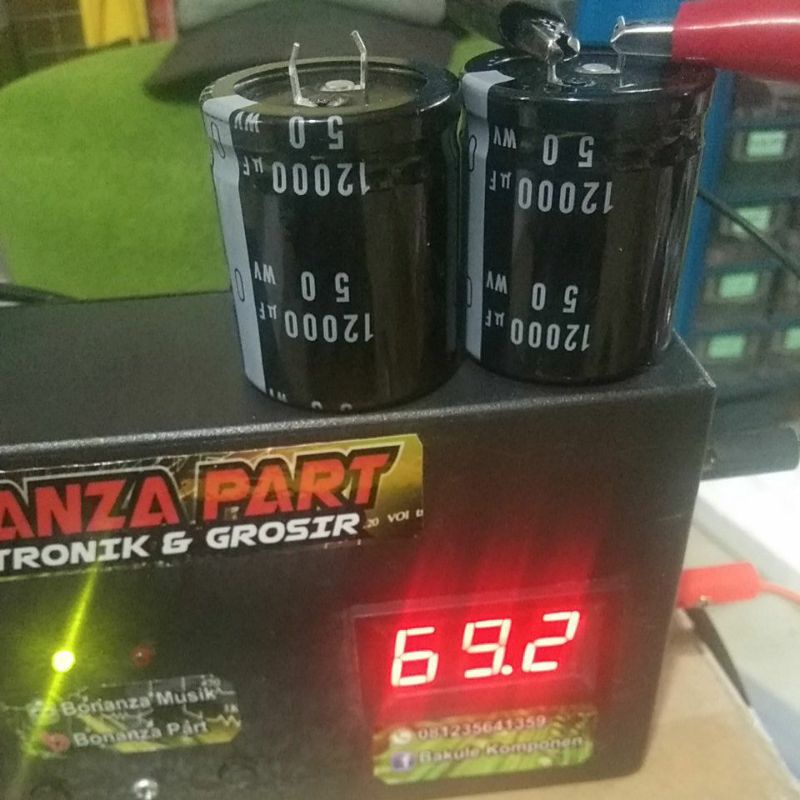 50 WV
12000 µF
50 WV
12000 µF
50 WV
12000 µF
50 WV
12000 µF
ANZA PART
TRONIK & GROSIR
69.2
Bonanza Musik
Bonanza Part
081235641359
Bakule Komponen